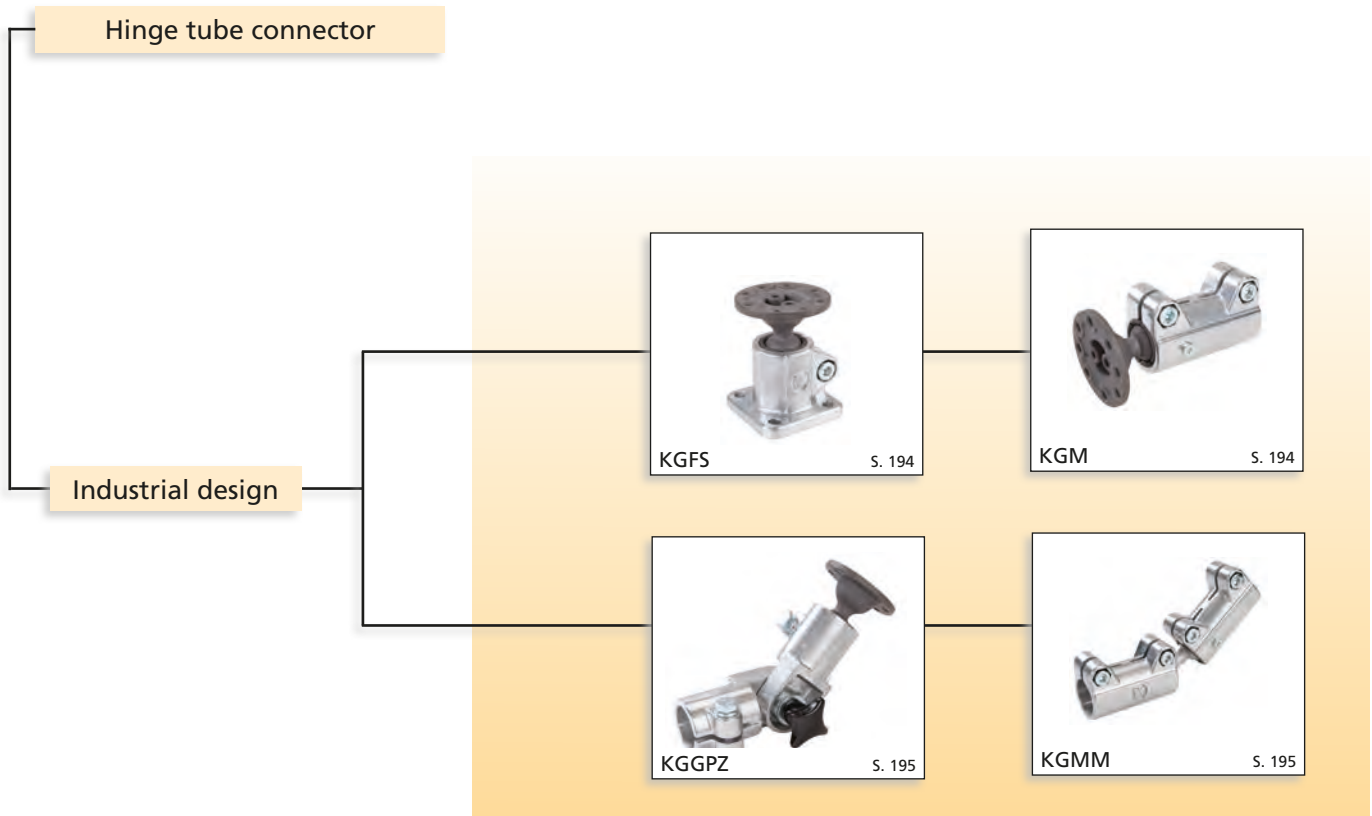 Hinge tube connector
KGFS S. 194
KGM S. 194
Industrial design
KGGPZ S. 195
KGMM S. 195